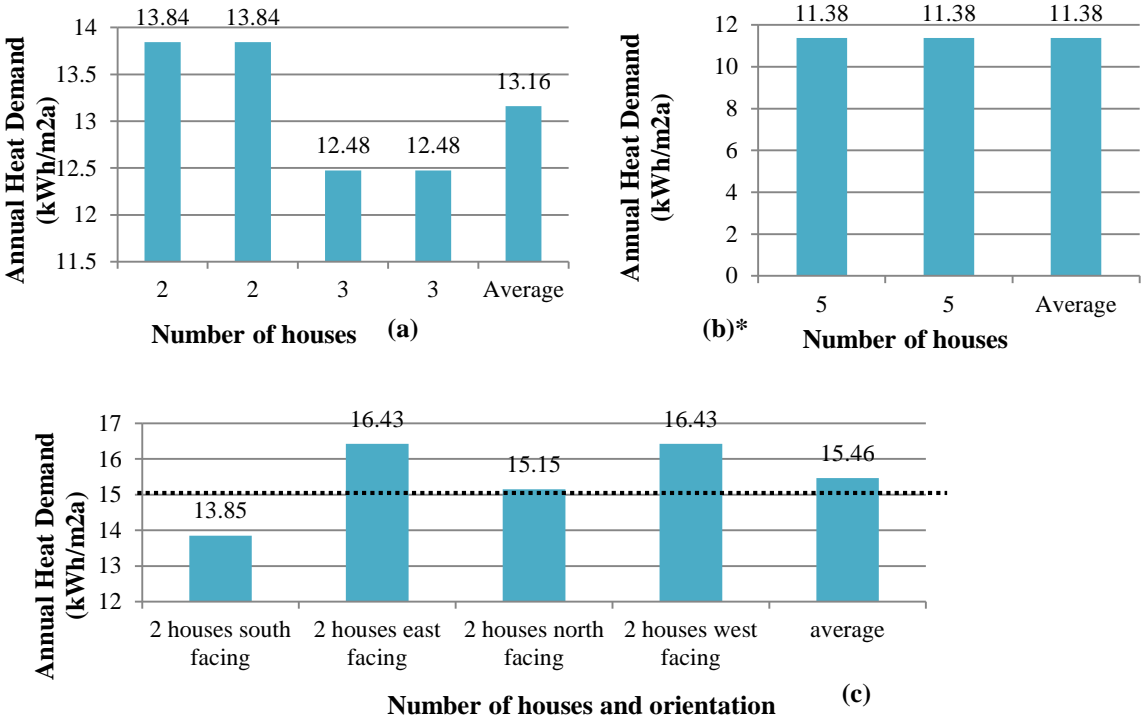 Annual Heat Demand
(kWh/m2a)
14
13.5
13
12.5
12
11.5
13.84
13.84
12.48
12.48
13.16
2
2
3
3
Average
Number of houses
(a)
Annual Heat Demand
(kWh/m2a)
12
10
8
6
4
2
0
11.38
11.38
11.38
5
5
Average
(b)*
Number of houses
Annual Heat Demand
(kWh/m2a)
17
16
15
14
13
12
13.85
16.43
15.15
16.43
15.46
2 houses south
facing
2 houses east
facing
2 houses north
facing
2 houses west
facing
average
Number of houses and orientation
(c)